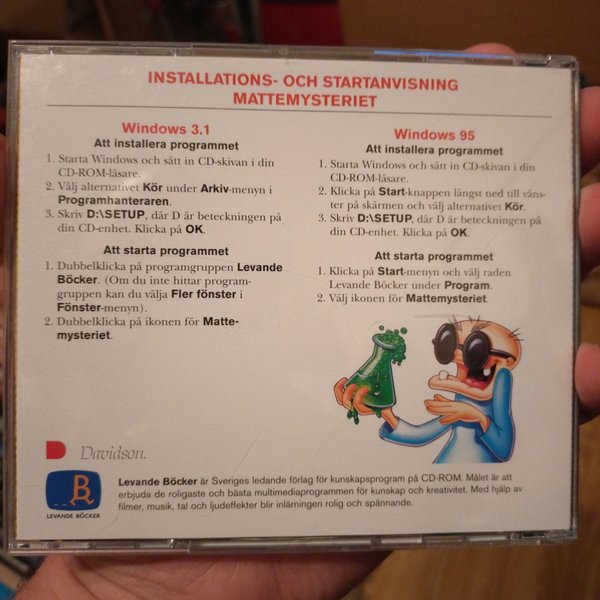 INSTALLATIONS- OCH STARTANVISNING
MATTEMYSTERIET
Windows 3.1
Att installera programmet
1. Starta Windows och sätt in CD-skivan i din
CD-ROM-läsare.
2. Välj alternativet Kör under Arkiv-menyn i
Programhanteraren.
3. Skriv D:\SETUP, där D är beteckningen på
din CD-enhet. Klicka på OK.
Att starta programmet
1. Dubbelklicka på programgruppen Levande
Böcker. (Om du inte hittar program-
gruppen kan du välja Fler fönster i
Fönster-menyn).
2. Dubbelklicka på ikonen för Matte-
mysteriet.
Windows 95
Att installera programmet
1. Starta Windows och sätt in CD-skivan i din
CD-ROM-läsare.
2. Klicka på Start-knappen längst ned till väns-
ter på skärmen och välj alternativet Kör.
3. Skriv D:\SETUP, där D är beteckningen på
din CD-enhet. Klicka på OK.
Att starta programmet
1. Klicka på Start-menyn och välj raden
Levande Böcker under Program.
2. Välj ikonen för Mattemysteriet.
Davidson.
LEVANDE BÖCKER
Levande Böcker är Sveriges ledande förlag för kunskapsprogram på CD-ROM. Målet är att
erbjuda de roligaste och bästa multimediaprogrammen för kunskap och kreativitet. Med hjälp av
filmer, musik, tal och ljudeffekter blir inlärningen rolig och spännande.